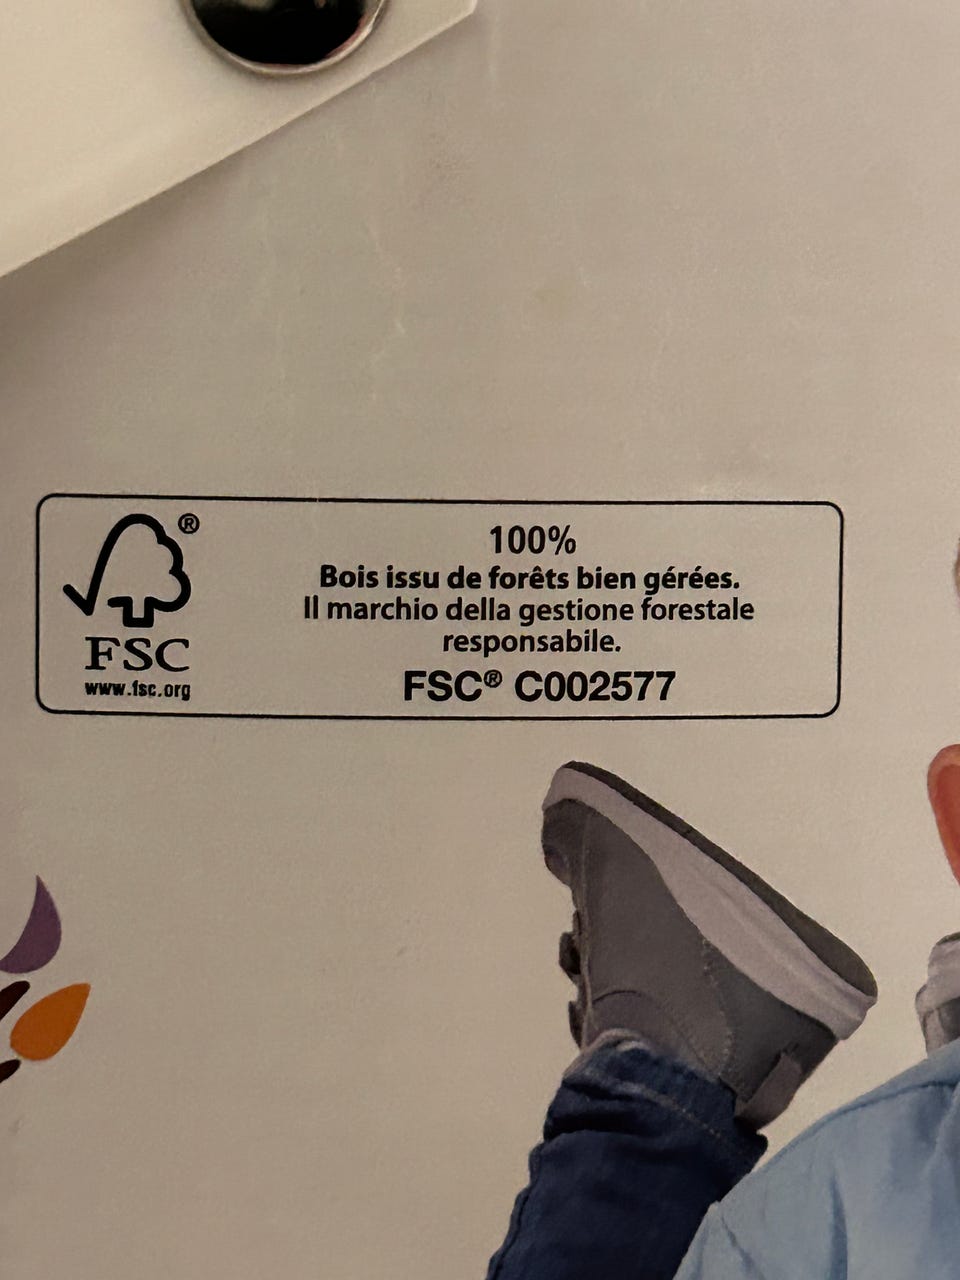 ®
FSC
www.fsc.org
100%
Bois issu de forêts bien gérées.
Il marchio della gestione forestale
responsabile.
FSC® C002577